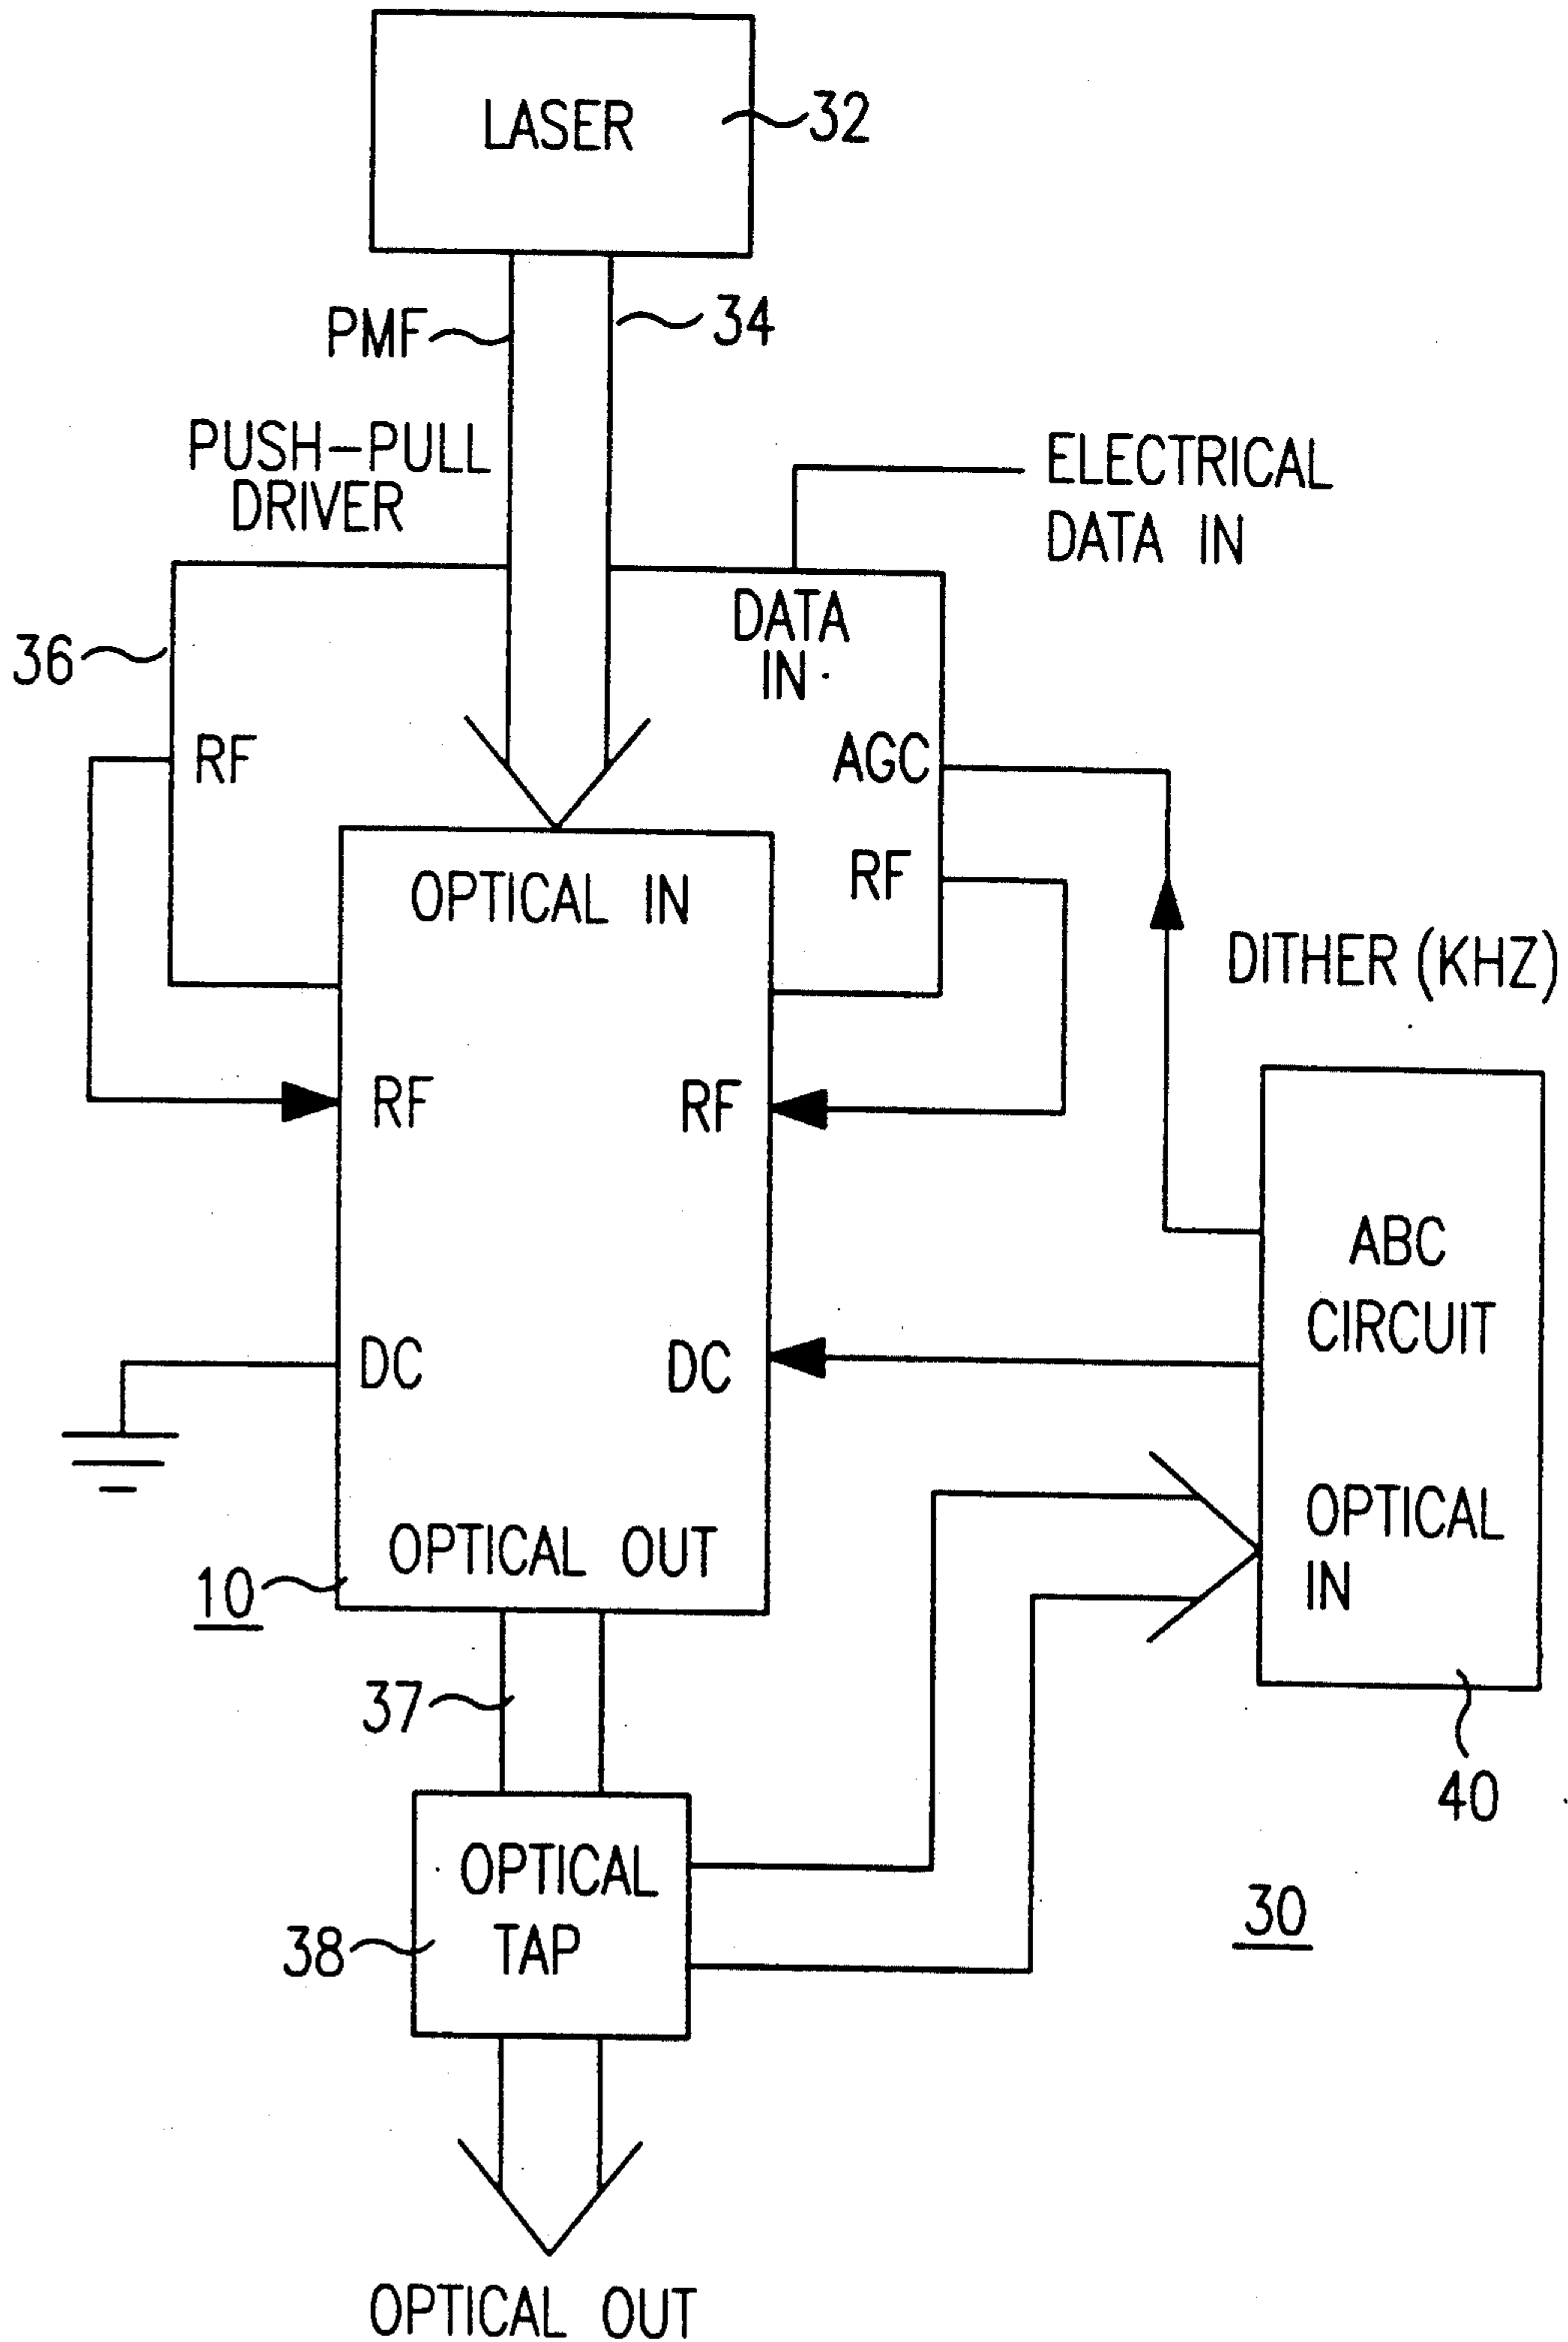 LASER
32
PMF
34
PUSH-PULL
DRIVER
ELECTRICAL
DATA IN
36
DATA
IN
RF
AGC
OPTICAL IN
RF
DITHER (KHZ)
RF
RF
ABC
CIRCUIT
DC
DC
OPTICAL
IN
OPTICAL OUT
10
37
40
OPTICAL
TAP
38
30
OPTICAL OUT